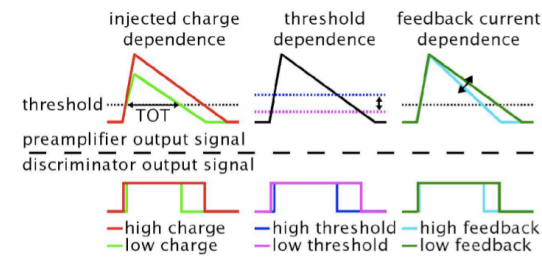 injected charge dependence
threshold dependence
feedback current dependence
threshold
TOT
preamplifier output signal
discriminator output signal
high charge
low charge
high threshold
low threshold
high feedback
low feedback